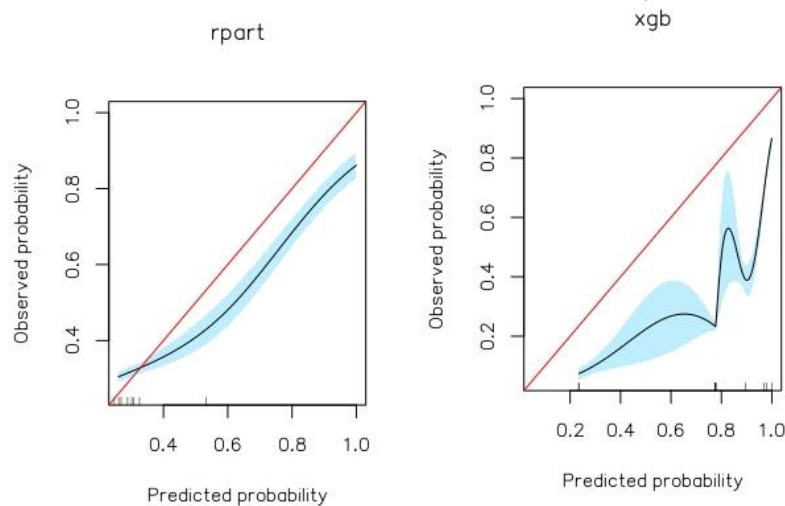 rpart
Observed probability
1.0
0.8
0.6
0.4
0.4 0.6 0.8 1.0
Predicted probability
xgb
Observed probability
1.0
0.8
0.6
0.4
0.2
0.2 0.4 0.6 0.8 1.0
Predicted probability